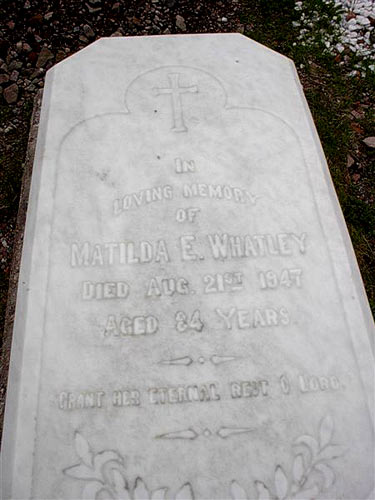 IN
LOVING MEMORY
OF
MATILDA E. WHATLEY
DIED AUG. 21ST 1947
AGED 84 YEARS.
GRANT HER ETERNAL REST O LORD.